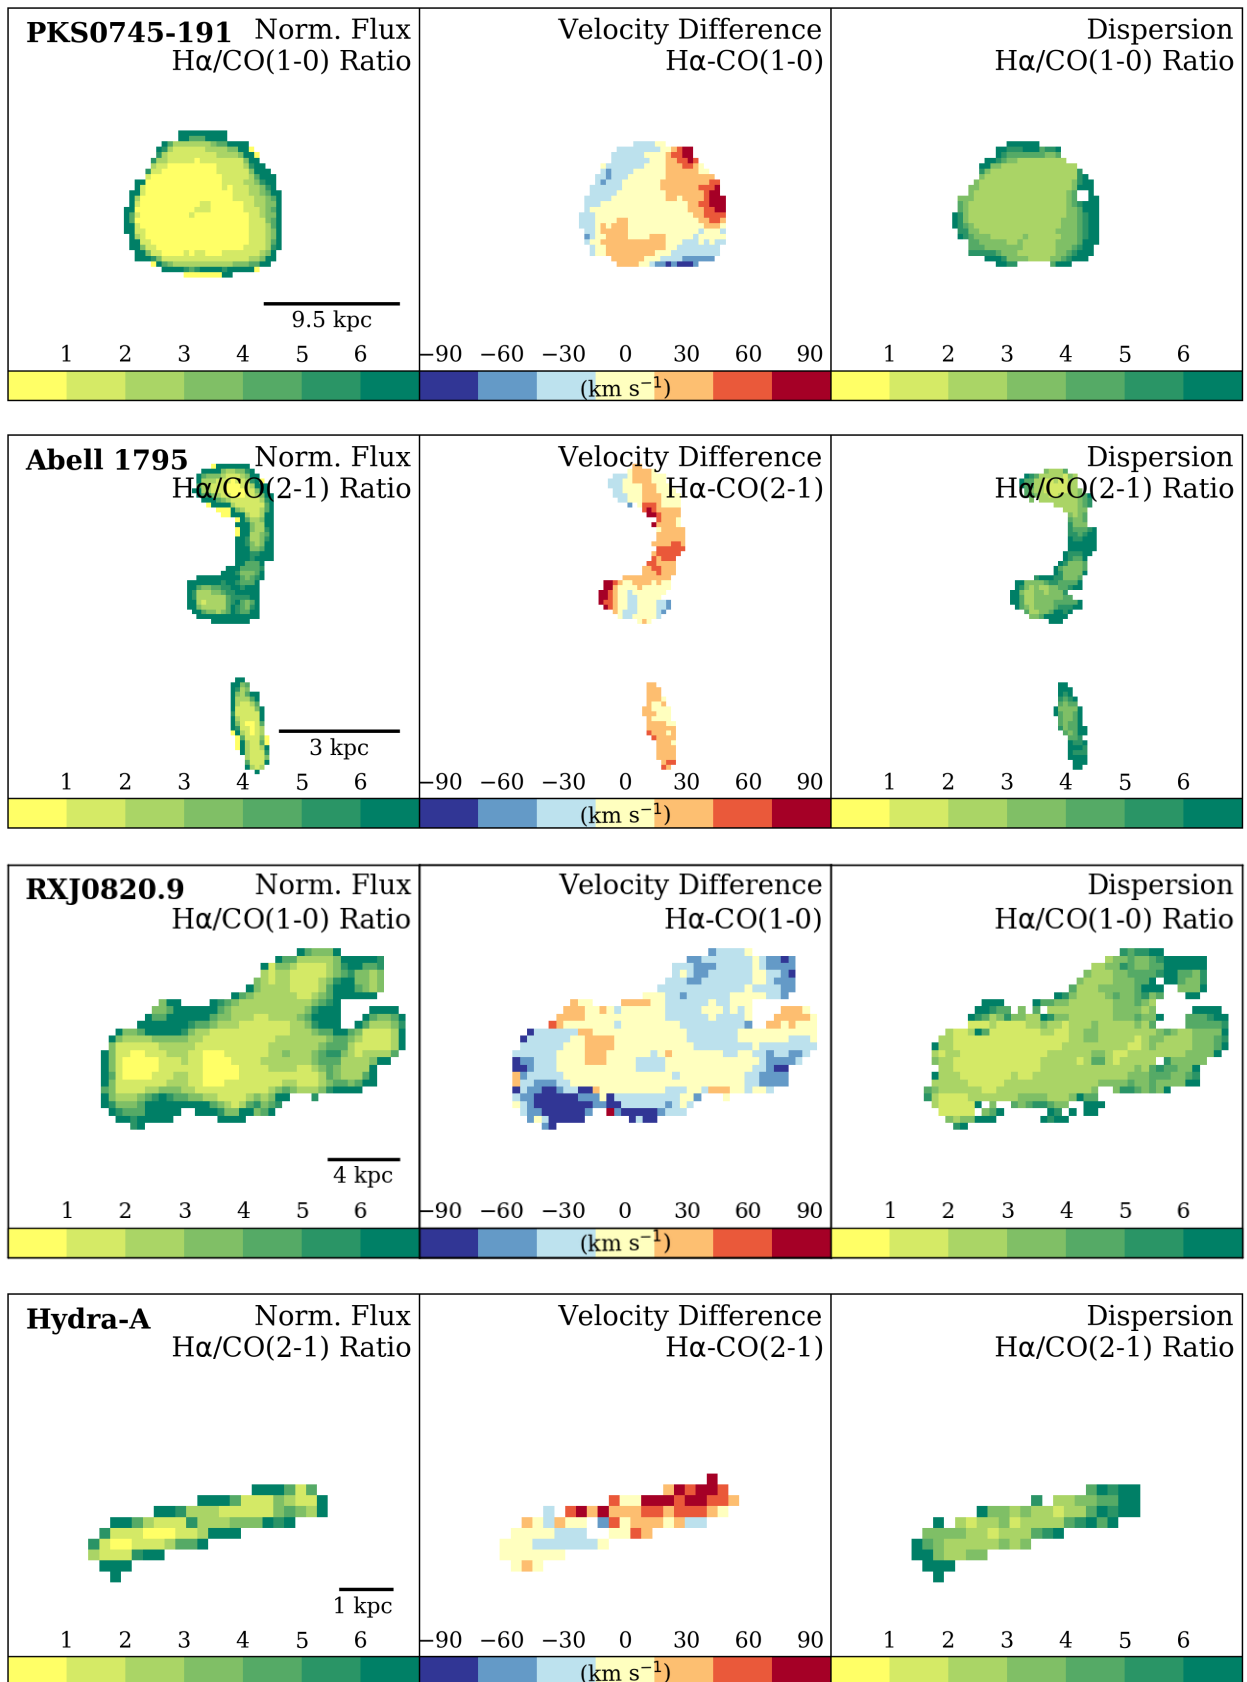 PKS0745-191 Norm. Flux
Hα/CO(1-0) Ratio
Velocity Difference
Hα-CO(1-0)
Dispersion
Hα/CO(1-0) Ratio
9.5 kpc
1 2 3 4 5 6
−90 −60 −30 0 30 60 90
(km s⁻¹)
1 2 3 4 5 6
Abell 1795 Norm. Flux
Hα/CO(2-1) Ratio
Velocity Difference
Hα-CO(2-1)
Dispersion
Hα/CO(2-1) Ratio
3 kpc
1 2 3 4 5 6
−90 −60 −30 0 30 60 90
(km s⁻¹)
1 2 3 4 5 6
RXJ0820.9 Norm. Flux
Hα/CO(1-0) Ratio
Velocity Difference
Hα-CO(1-0)
Dispersion
Hα/CO(1-0) Ratio
4 kpc
1 2 3 4 5 6
−90 −60 −30 0 30 60 90
(km s⁻¹)
1 2 3 4 5 6
Hydra-A Norm. Flux
Hα/CO(2-1) Ratio
Velocity Difference
Hα-CO(2-1)
Dispersion
Hα/CO(2-1) Ratio
1 kpc
1 2 3 4 5 6
−90 −60 −30 0 30 60 90
(km s⁻¹)
1 2 3 4 5 6